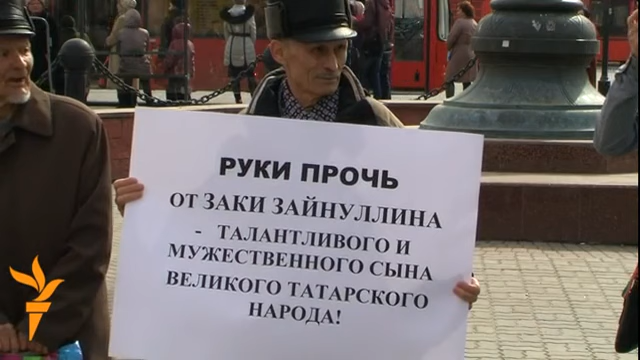 РУКИ ПРОЧЬ
ОТ ЗАКИ ЗАЙНУЛЛИНА
- ТАЛАНТЛИВОГО И
МУЖЕСТВЕННОГО СЫНА
ВЕЛИКОГО ТАТАРСКОГО
НАРОДА!